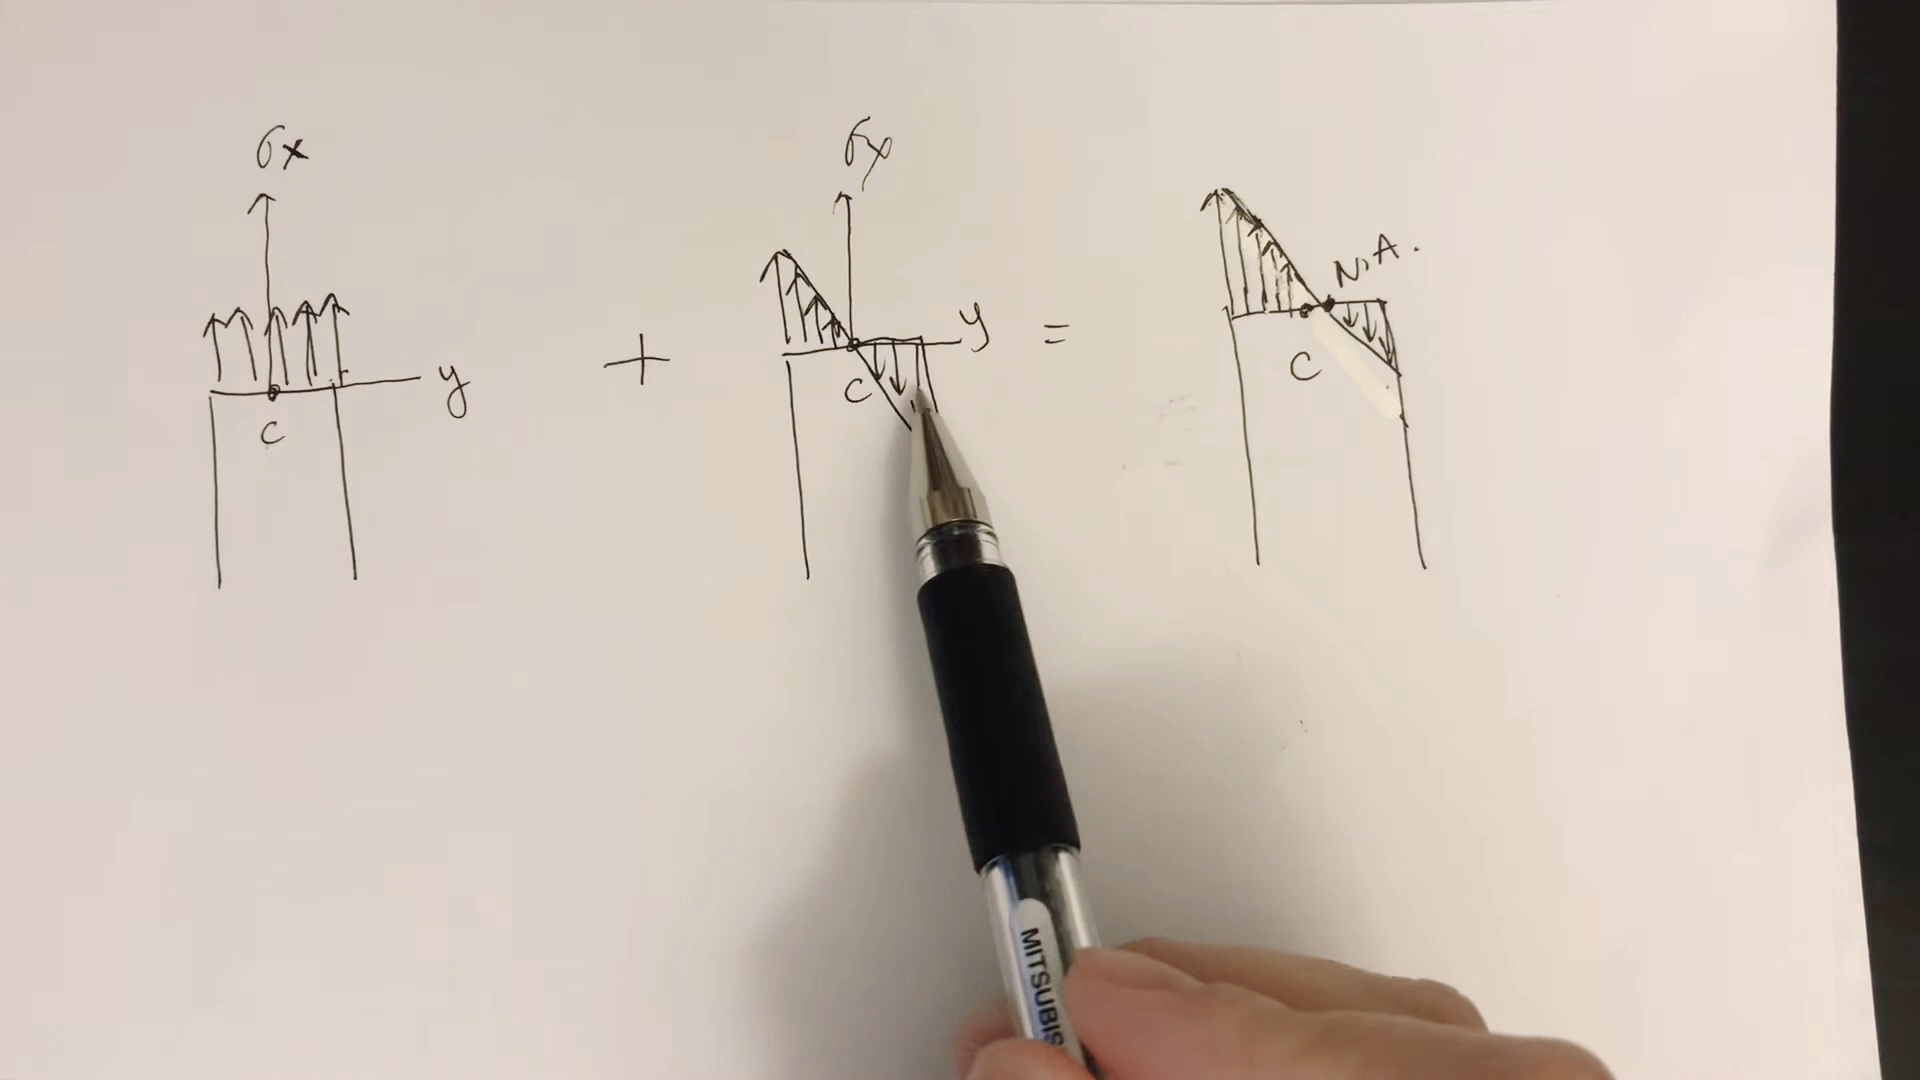 σx
y
C
+
σx
y
C
=
N.A.
C
MITSUBIS